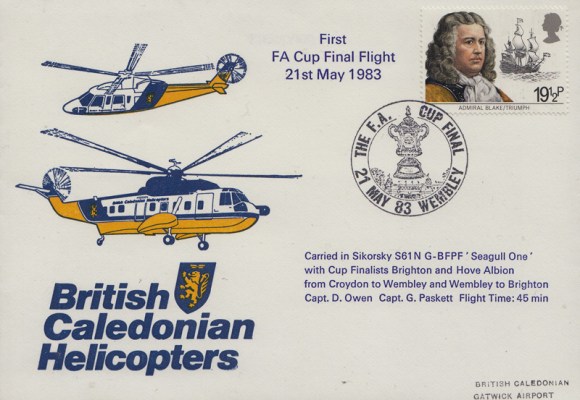 First
FA Cup Final Flight
21st May 1983
19½P
ADMIRAL BLAKE/TRIUMPH
THE F.A. CUP FINAL
21 MAY 83 WEMBLEY
British Caledonian Helicopters
Carried in Sikorsky S61N G-BFPF 'Seagull One'
with Cup Finalists Brighton and Hove Albion
from Croydon to Wembley and Wembley to Brighton
Capt. D. Owen Capt. G. Paskett Flight Time: 45 min
British
Caledonian
Helicopters
BRITISH CALEDONIAN
GATWICK AIRPORT